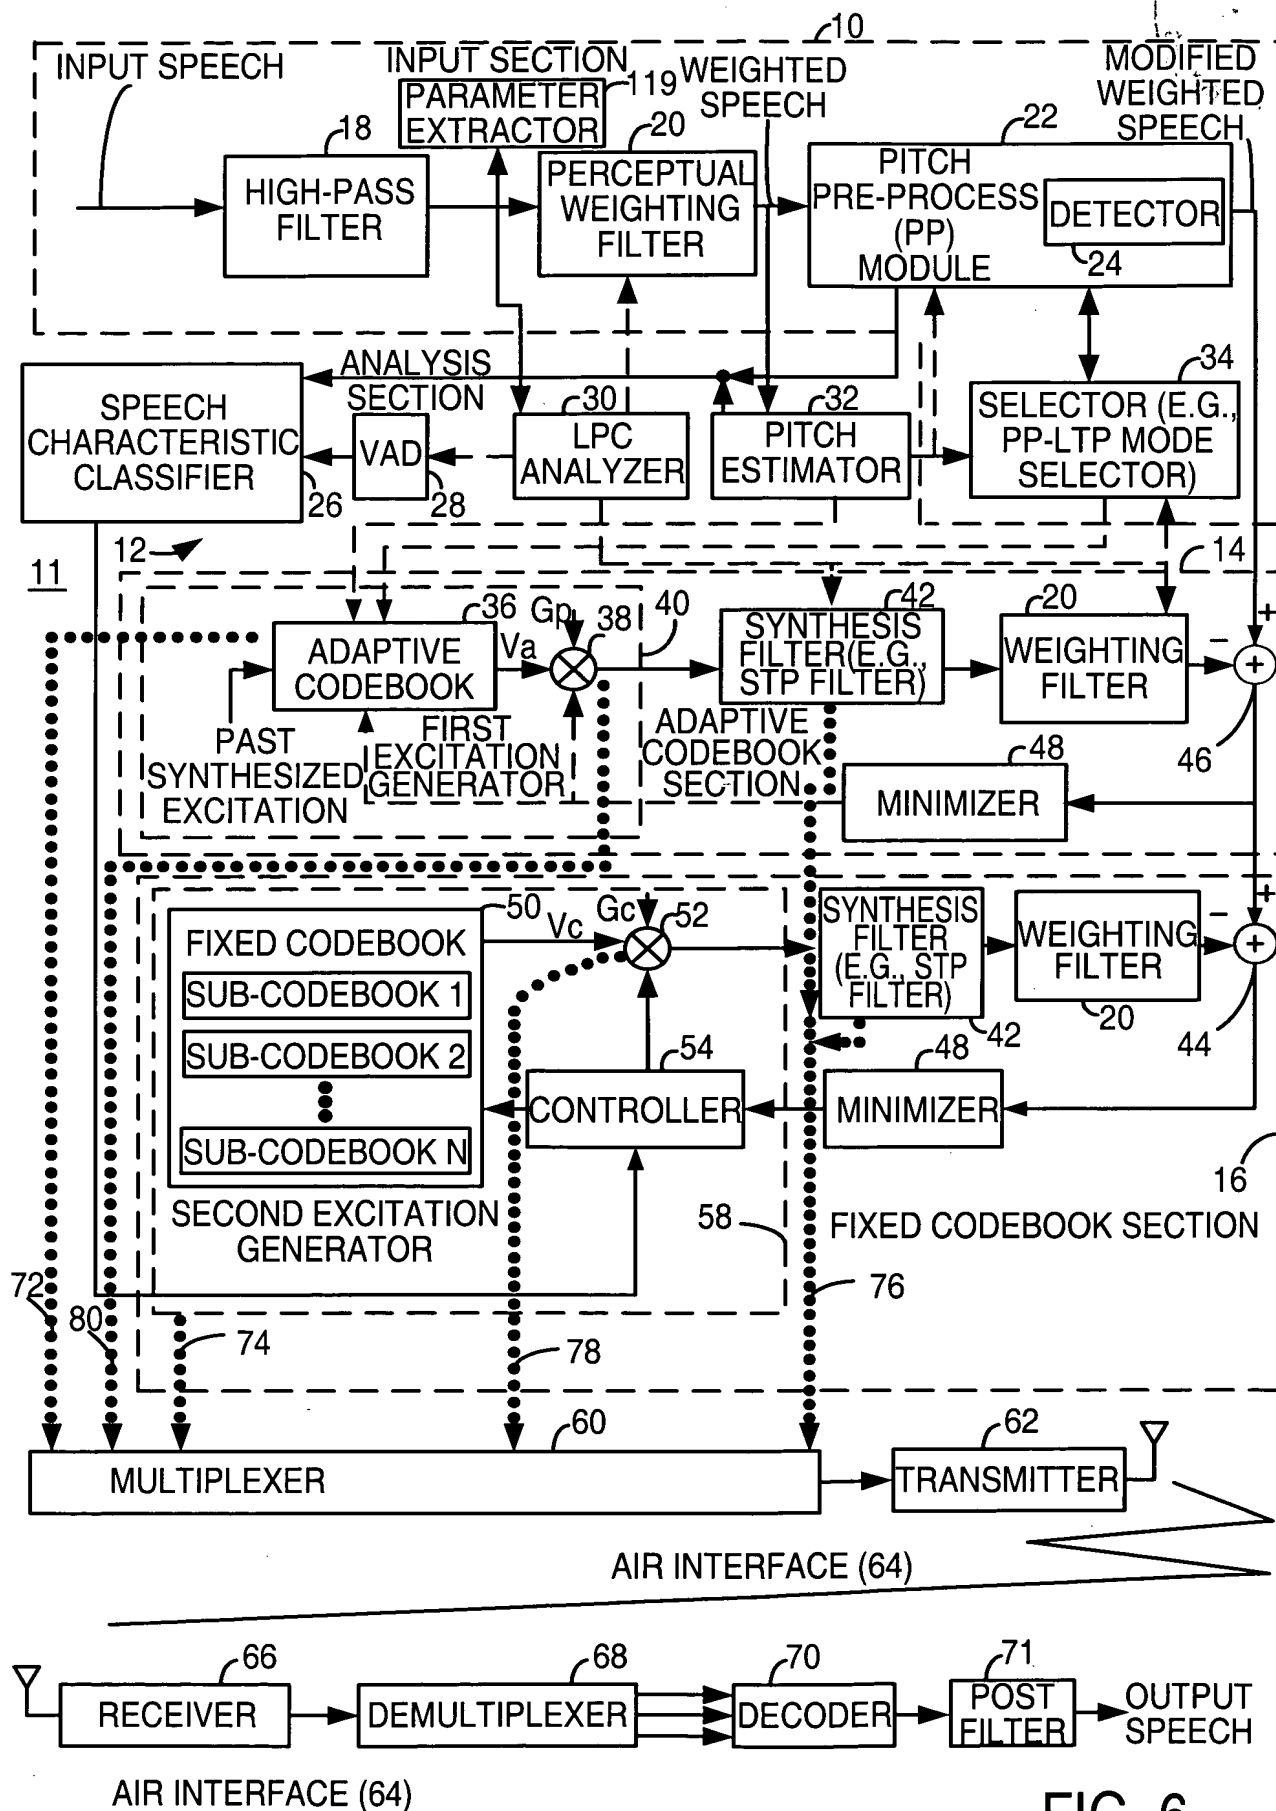 10
INPUT SPEECH
INPUT SECTION
119
WEIGHTED
SPEECH
MODIFIED
WEIGHTED
SPEECH
PARAMETER
EXTRACTOR
18
20
22
HIGH-PASS
FILTER
PERCEPTUAL
WEIGHTING
FILTER
PITCH
PRE-PROCESS
(PP)
MODULE
DETECTOR
24
ANALYSIS
SECTION
30
32
34
SPEECH
CHARACTERISTIC
CLASSIFIER
VAD
LPC
ANALYZER
PITCH
ESTIMATOR
SELECTOR (E.G.,
PP-LTP MODE
SELECTOR)
26
28
12
11
14
36
Gp
38
40
42
20
+
ADAPTIVE
CODEBOOK
Va
SYNTHESIS
FILTER(E.G.,
STP FILTER)
WEIGHTING
FILTER
–
+
PAST
SYNTHESIZED
EXCITATION
FIRST
EXCITATION
GENERATOR
ADAPTIVE
CODEBOOK
SECTION
48
46
MINIMIZER
50
Vc
Gc
52
+
FIXED CODEBOOK
SUB-CODEBOOK 1
SUB-CODEBOOK 2
SUB-CODEBOOK N
SYNTHESIS
FILTER
(E.G., STP
FILTER)
WEIGHTING
FILTER
–
+
42
20
44
54
48
CONTROLLER
MINIMIZER
16
SECOND EXCITATION
GENERATOR
58
FIXED CODEBOOK SECTION
72
80
74
78
76
60
62
MULTIPLEXER
TRANSMITTER
AIR INTERFACE (64)
66
68
70
71
RECEIVER
DEMULTIPLEXER
DECODER
POST
FILTER
OUTPUT
SPEECH
AIR INTERFACE (64)
FIG. 6